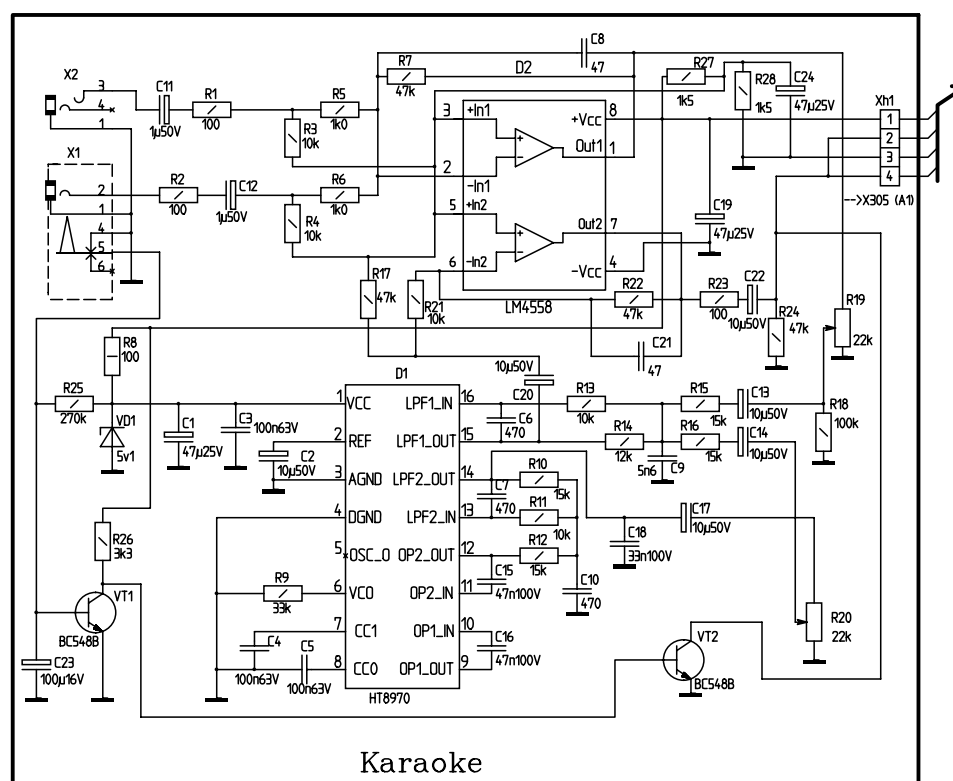 X2
3
4
1
C11
1µ50V
R1
100
R5
1k0
R3
10k
R7
47k
C8
47
D2
R27
1k5
R28
1k5
C24
47µ25V
Xh1
1
2
3
4
-->X305 (A1)
X1
2
1
4
5
6
R2
100
C12
1µ50V
R6
1k0
R4
10k
3 +In1
2
-In1
5 +In2
6 -In2
+Vcc 8
Out1 1
Out2 7
-Vcc 4
LM4558
C19
47µ25V
R17
47k
R21
10k
R22
47k
R23
100
C22
10µ50V
R24
47k
R19
22k
C21
47
R8
100
R25
270k
VD1
5v1
C1
47µ25V
C3
100n63V
C2
10µ50V
10µ50V
C20
D1
1 VCC
2 REF
3 AGND
4 DGND
5 OSC_O
6 VCO
7 CC1
8 CC0
LPF1_IN 16
LPF1_OUT 15
LPF2_OUT 14
LPF2_IN 13
OP2_OUT 12
OP2_IN 11
OP1_IN 10
OP1_OUT 9
HT8970
C6
470
R13
10k
R14
12k
R15
15k
R16
15k
C13
10µ50V
C14
10µ50V
R18
100k
5n6
C9
R10
15k
R11
10k
R12
15k
C7
470
C17
10µ50V
C18
33n100V
C15
47n100V
C10
470
C16
47n100V
R20
22k
R26
3k3
VT1
BC548B
R9
33k
C4
100n63V
C5
100n63V
C23
100µ16V
VT2
BC548B
Karaoke